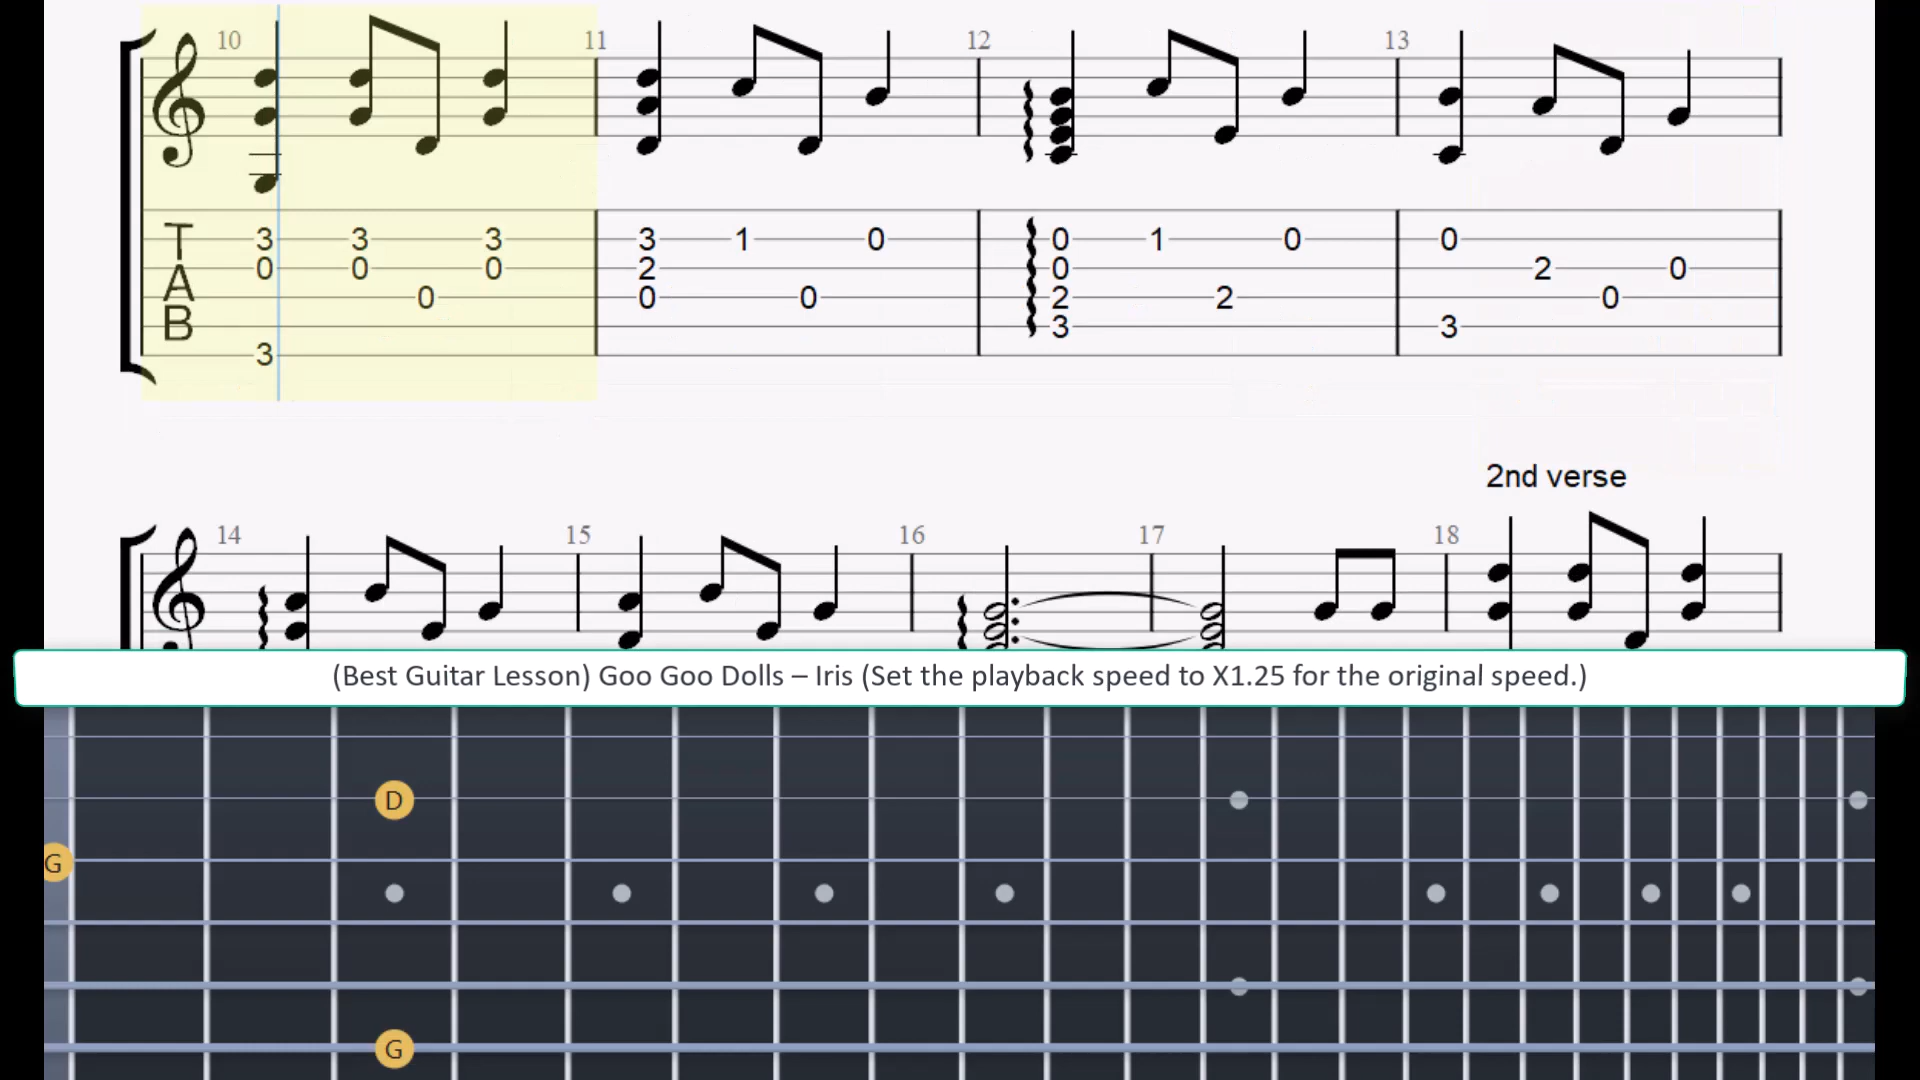 10 11 12 13
T 3 3 3 3 1 0 0 1 0 0
A 0 0 0 2 0 2 0
0 0 0 2 2 0
B 3 3
3
2nd verse
14 15 16 17 18
(Best Guitar Lesson) Goo Goo Dolls – Iris (Set the playback speed to X1.25 for the original speed.)
D
G
G